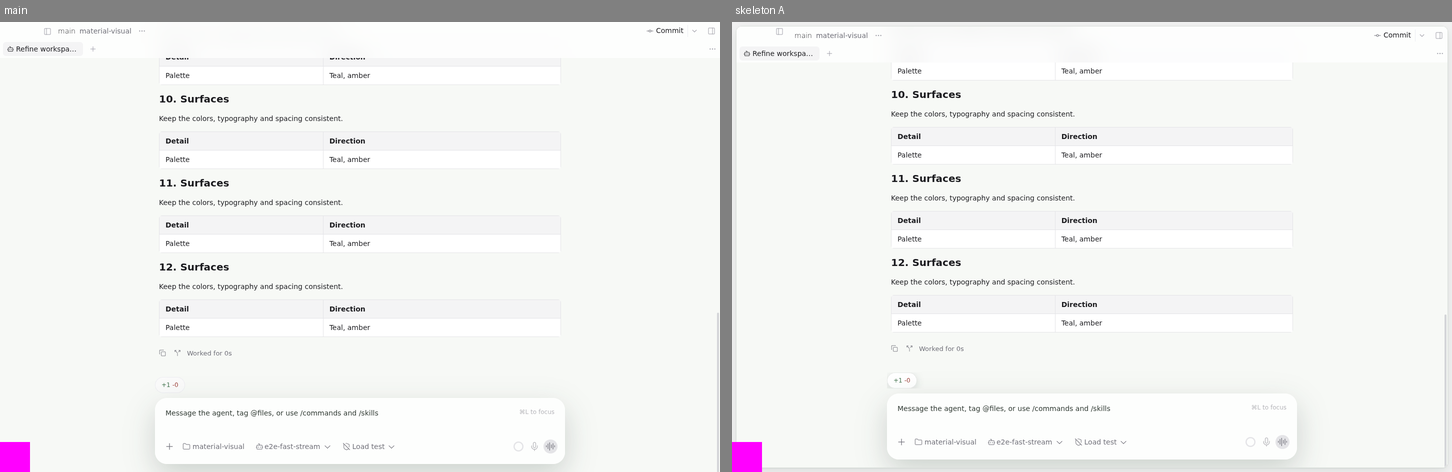 main
main material-visual ...
Commit
Refine workspa... +
...
Detail Direction
Palette Teal, amber
10. Surfaces
Keep the colors, typography and spacing consistent.
Detail Direction
Palette Teal, amber
11. Surfaces
Keep the colors, typography and spacing consistent.
Detail Direction
Palette Teal, amber
12. Surfaces
Keep the colors, typography and spacing consistent.
Detail Direction
Palette Teal, amber
Worked for 0s
+1 -0
Message the agent, tag @files, or use /commands and /skills
⌘L to focus
+ material-visual e2e-fast-stream Load test
skeleton A
main material-visual ...
Commit
Refine workspa... +
...
Palette Teal, amber
10. Surfaces
Keep the colors, typography and spacing consistent.
Detail Direction
Palette Teal, amber
11. Surfaces
Keep the colors, typography and spacing consistent.
Detail Direction
Palette Teal, amber
12. Surfaces
Keep the colors, typography and spacing consistent.
Detail Direction
Palette Teal, amber
Worked for 0s
+1 -0
Message the agent, tag @files, or use /commands and /skills
⌘L to focus
+ material-visual e2e-fast-stream Load test